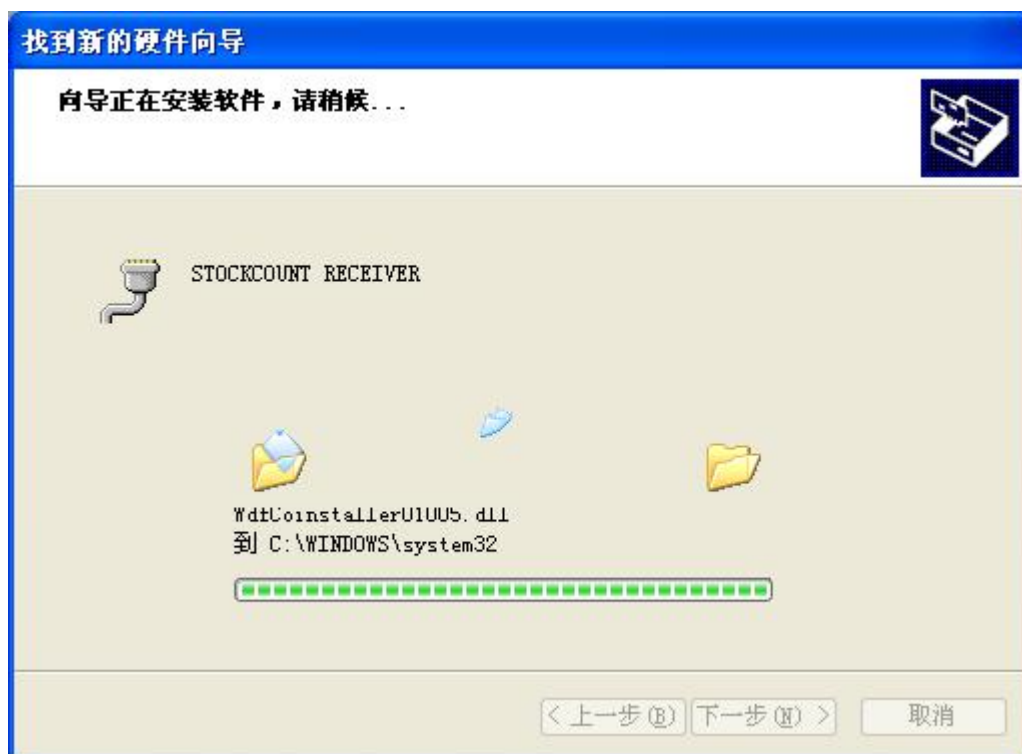 找到新的硬件向导
向导正在安装软件，请稍候...
STOCKCOUNT RECEIVER
WdfCoinstaller01005.dll
到 C:\WINDOWS\system32
< 上一步(B) 下一步(N) > 取消